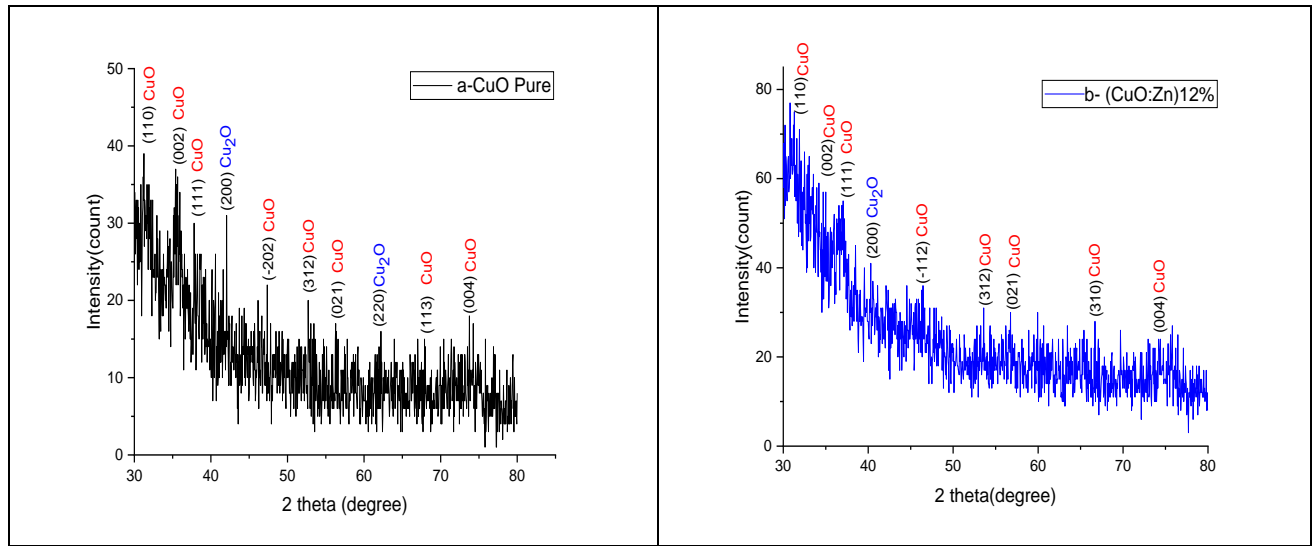 a-CuO Pure
50
40
30
20
10
0
Intensity(count)
(110) CuO
(002) CuO
(111) CuO
(200) Cu₂O
(-202) CuO
(312) CuO
(021) CuO
(220) Cu₂O
(113) CuO
(004) CuO
30
40
50
60
70
80
2 theta (degree)
b- (CuO:Zn)12%
80
60
40
20
0
Intensity(count)
(110)CuO
(002)CuO
(111) CuO
(200) Cu₂O
(-112) CuO
(312) CuO
(021) CuO
(310) CuO
(004) CuO
30
40
50
60
70
80
2 theta(degree)